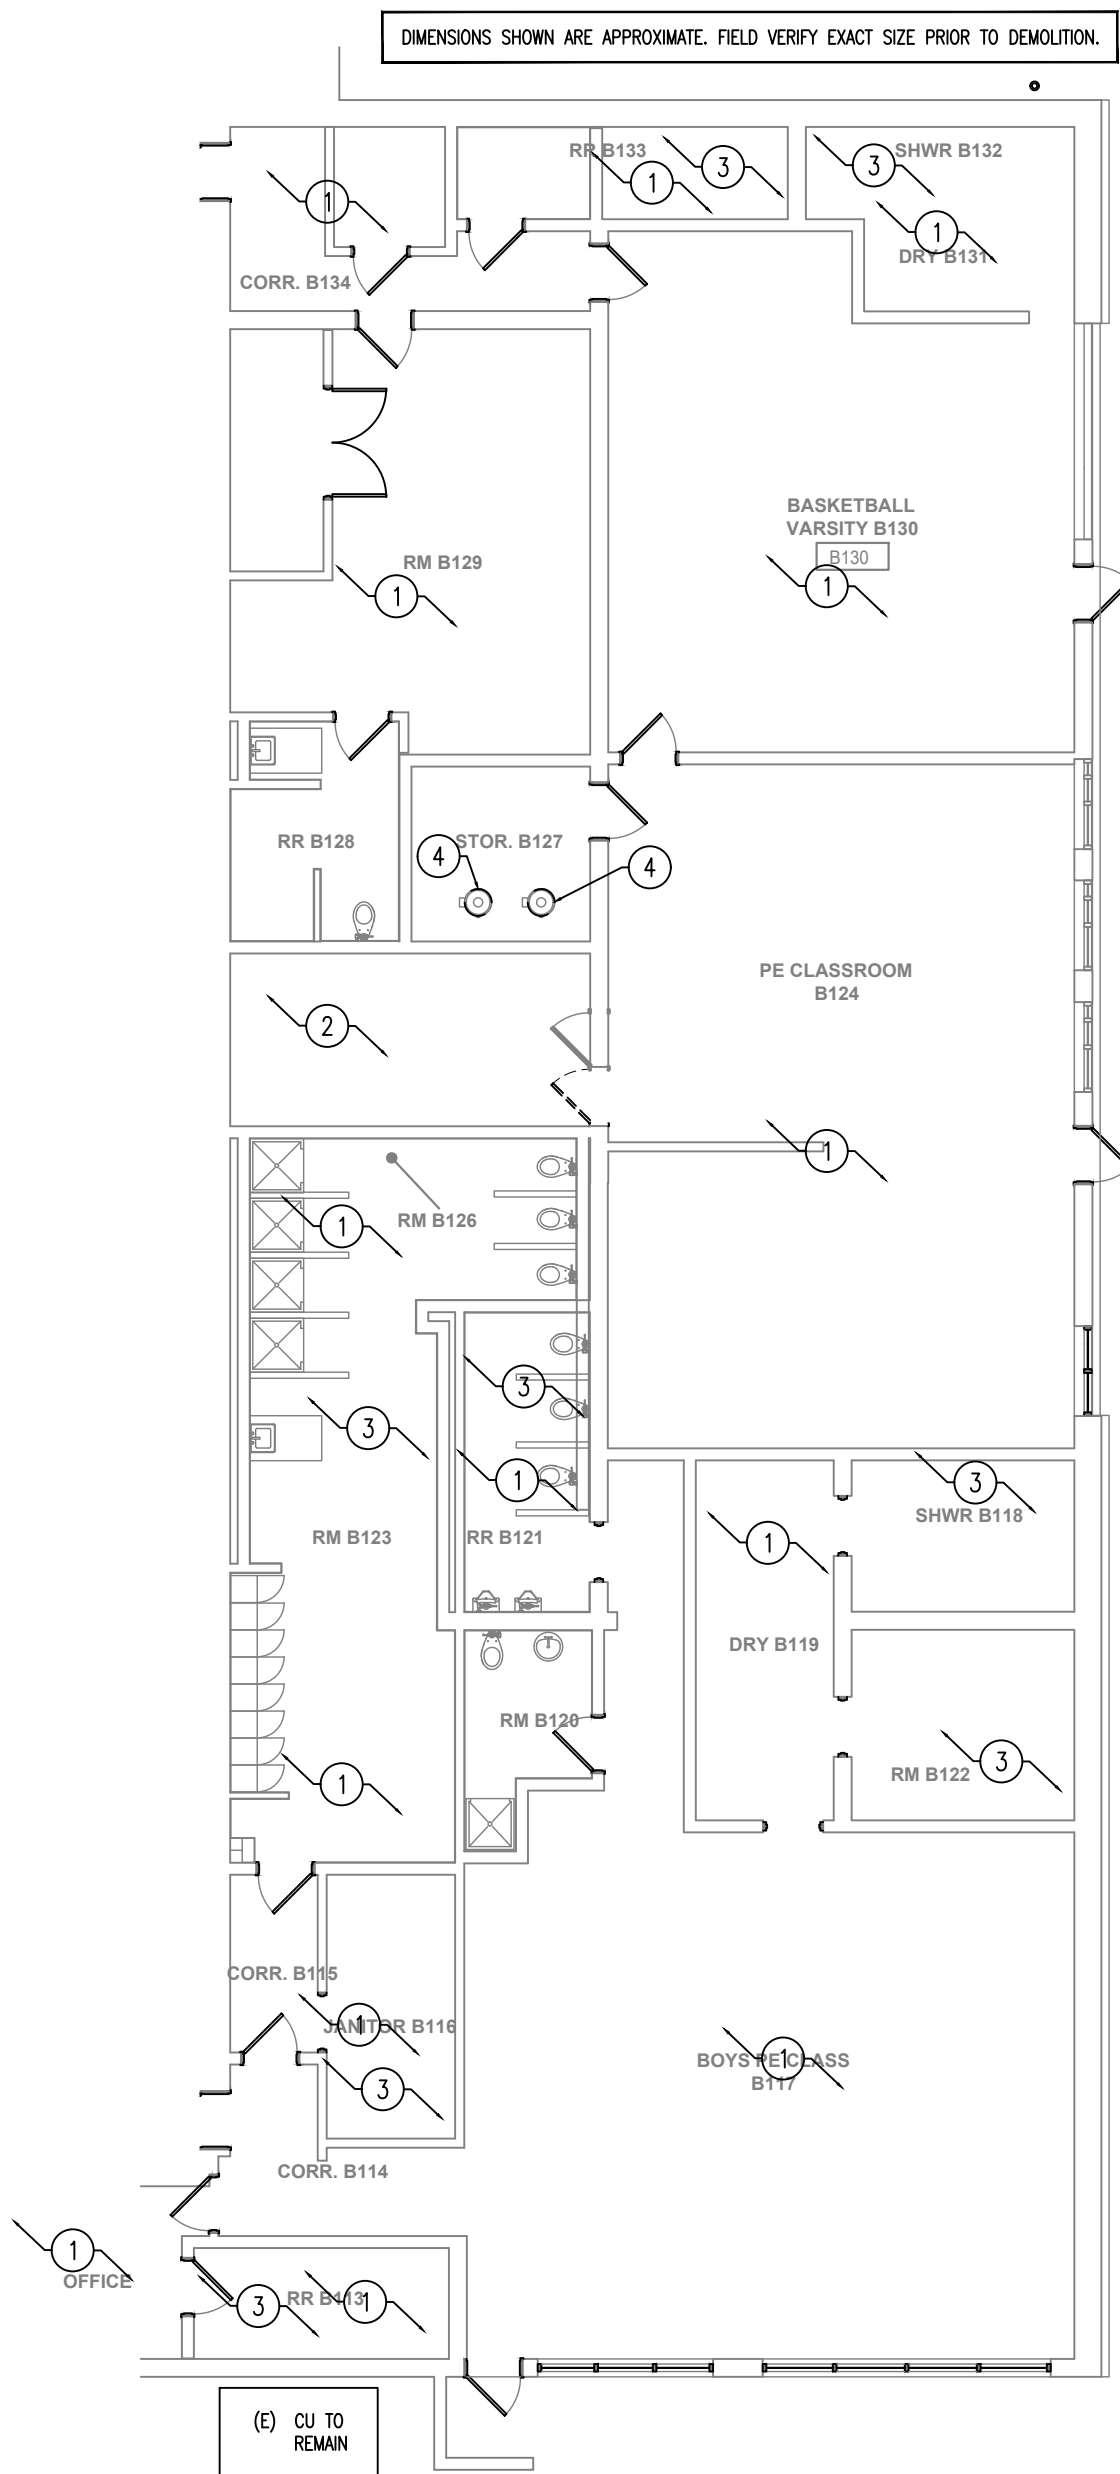 DIMENSIONS SHOWN ARE APPROXIMATE. FIELD VERIFY EXACT SIZE PRIOR TO DEMOLITION.
RR B133
SHWR B132
3
3
1
1
1
DRY B131
CORR. B134
BASKETBALL
VARSITY B130
B130
RM B129
1
1
RR B128
STOR. B127
4
4
PE CLASSROOM
B124
2
1
RM B126
1
3
3
1
SHWR B118
3
RM B123
RR B121
1
DRY B119
RM B120
RM B122
3
1
CORR. B115
JANITOR B116
1
3
BOYS PE CLASS
B117
1
CORR. B114
1
OFFICE
RR B113
3
1
(E) CU TO
REMAIN